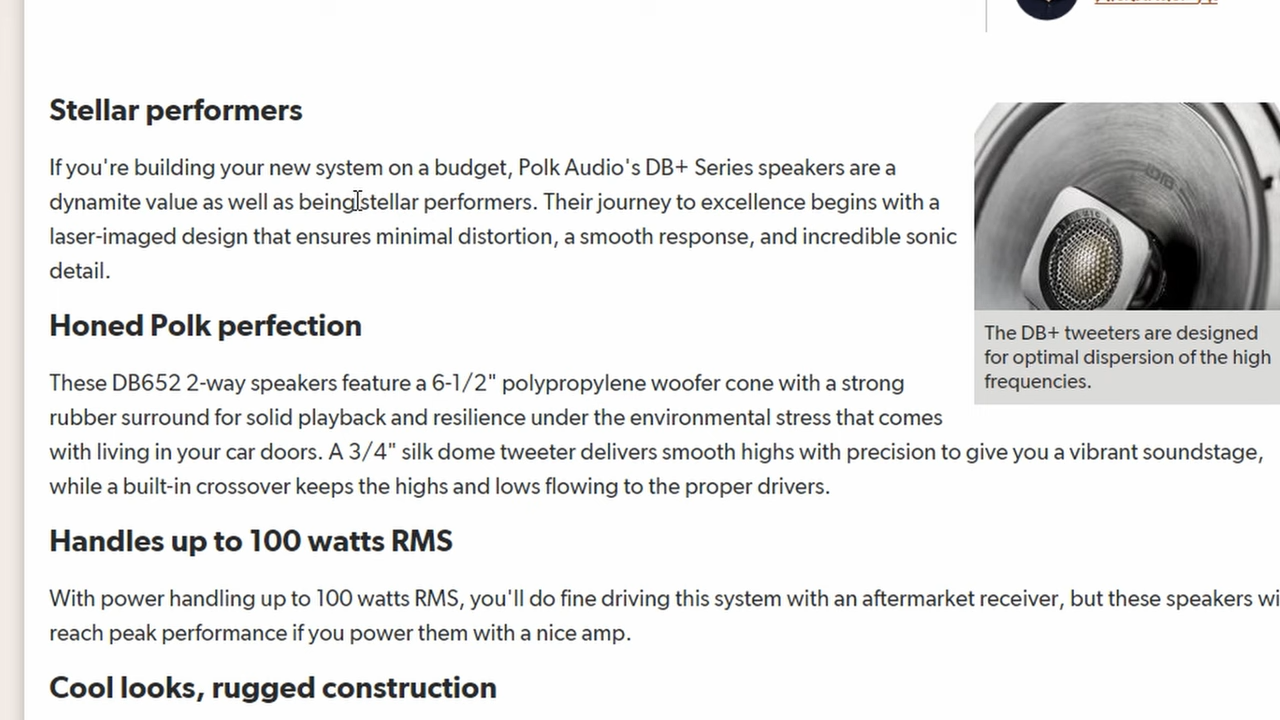 Stellar performers
If you're building your new system on a budget, Polk Audio's DB+ Series speakers are a
dynamite value as well as being stellar performers. Their journey to excellence begins with a
laser-imaged design that ensures minimal distortion, a smooth response, and incredible sonic
detail.
The DB+ tweeters are designed
for optimal dispersion of the high
frequencies.
Honed Polk perfection
These DB652 2-way speakers feature a 6-1/2" polypropylene woofer cone with a strong
rubber surround for solid playback and resilience under the environmental stress that comes
with living in your car doors. A 3/4" silk dome tweeter delivers smooth highs with precision to give you a vibrant soundstage,
while a built-in crossover keeps the highs and lows flowing to the proper drivers.
Handles up to 100 watts RMS
With power handling up to 100 watts RMS, you'll do fine driving this system with an aftermarket receiver, but these speakers wi
reach peak performance if you power them with a nice amp.
Cool looks, rugged construction